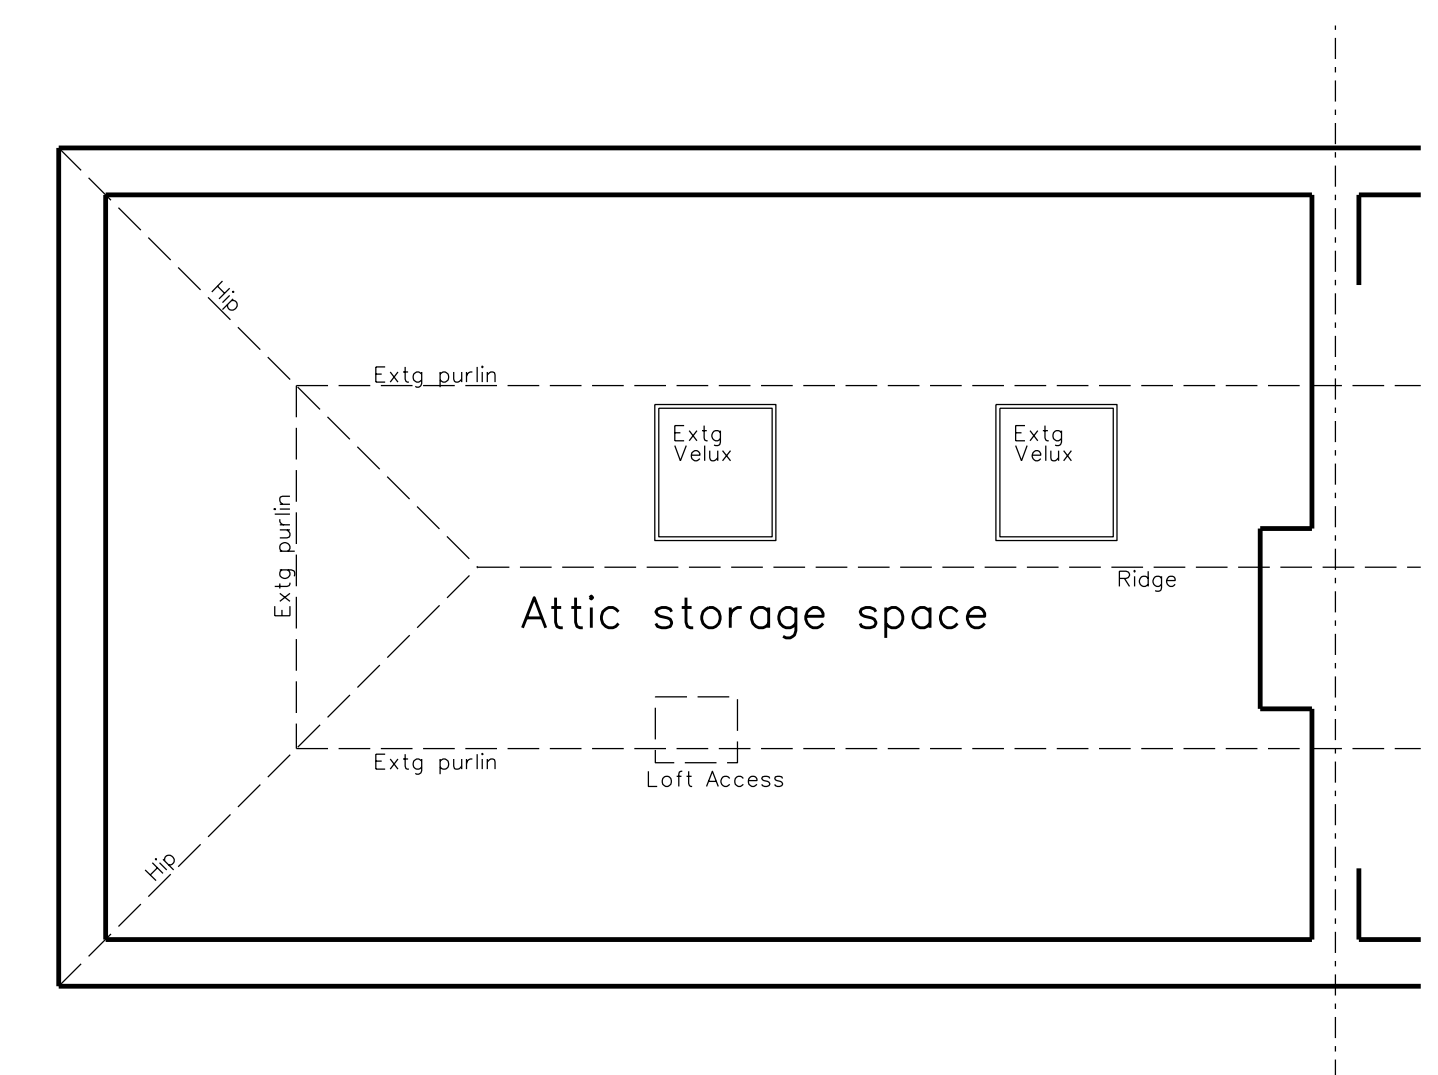 Hip
Extg purlin
Extg
Velux
Extg
Velux
Extg purlin
Ridge
Attic storage space
Extg purlin
Loft Access
Hip